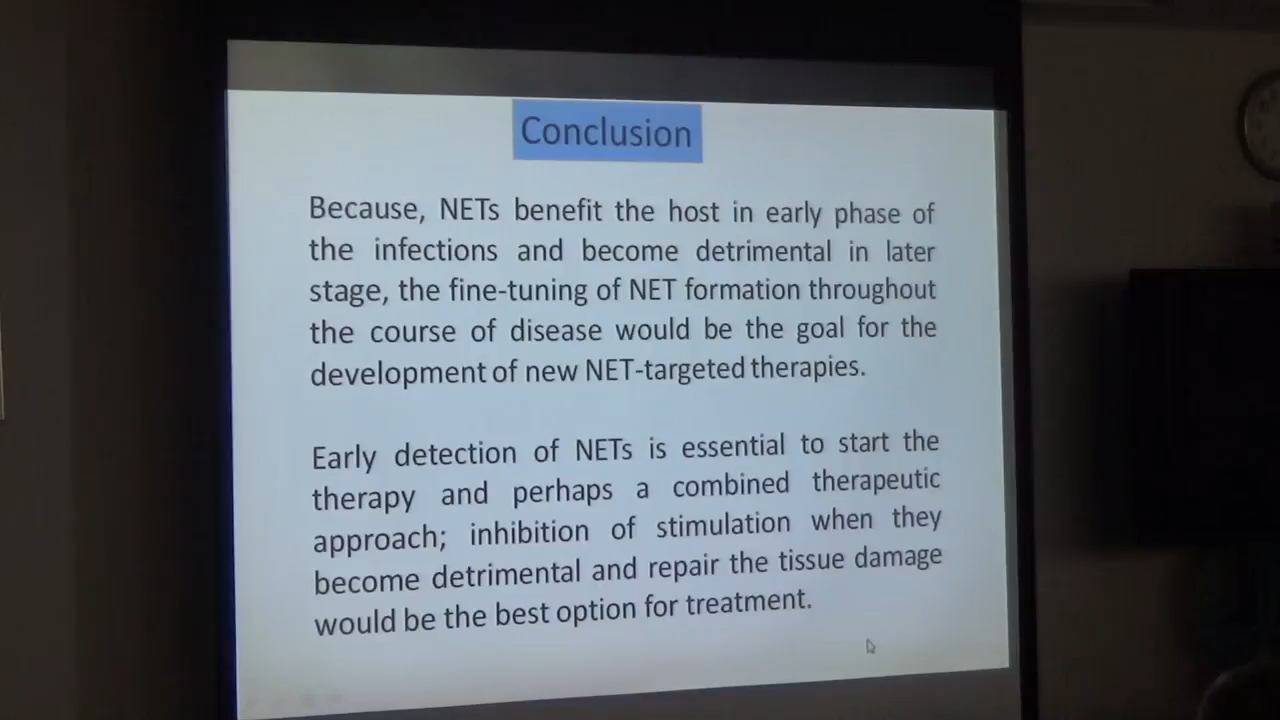 Conclusion
Because, NETs benefit the host in early phase of
the infections and become detrimental in later
stage, the fine-tuning of NET formation throughout
the course of disease would be the goal for the
development of new NET-targeted therapies.
Early detection of NETs is essential to start the
therapy and perhaps a combined therapeutic
approach; inhibition of stimulation when they
become detrimental and repair the tissue damage
would be the best option for treatment.